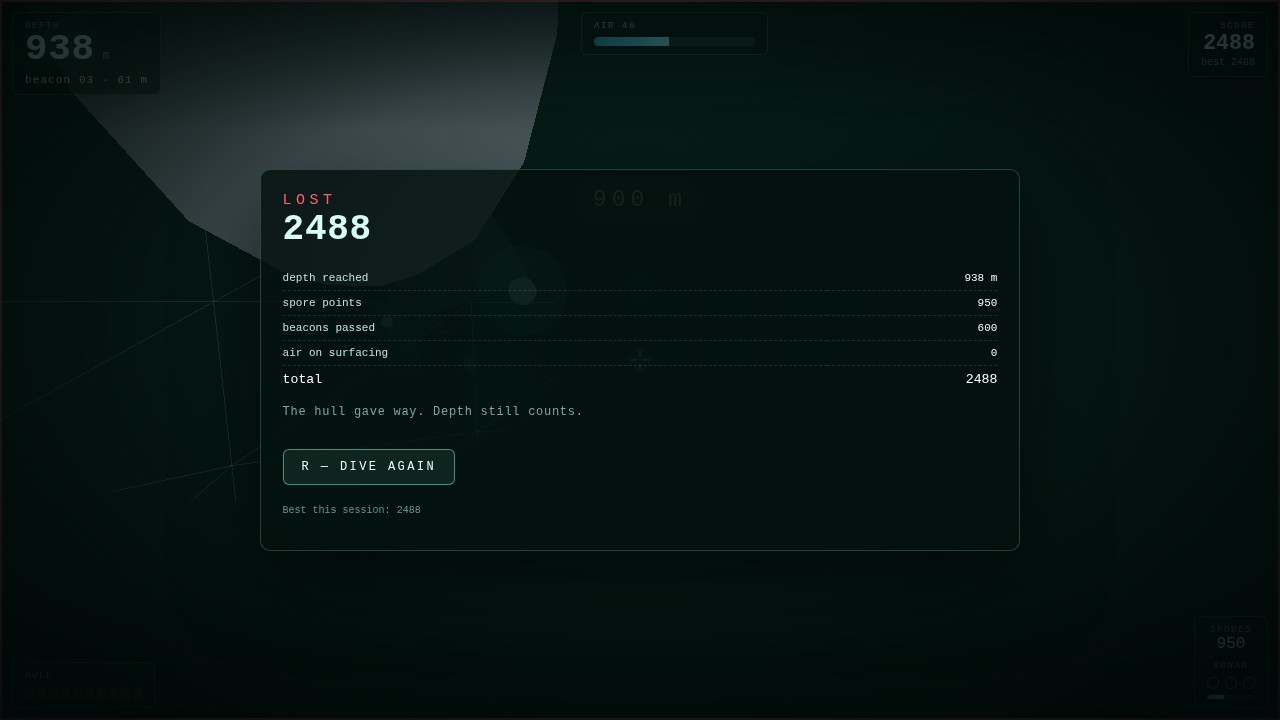 DEPTH
938 m
beacon 03 · 61 m
AIR 46
SCORE
2488
best 2488
900 m
LOST
2488
depth reached 938 m
spore points 950
beacons passed 600
air on surfacing 0
total 2488
The hull gave way. Depth still counts.
R — DIVE AGAIN
Best this session: 2488
HULL
SPORES
950
SONAR